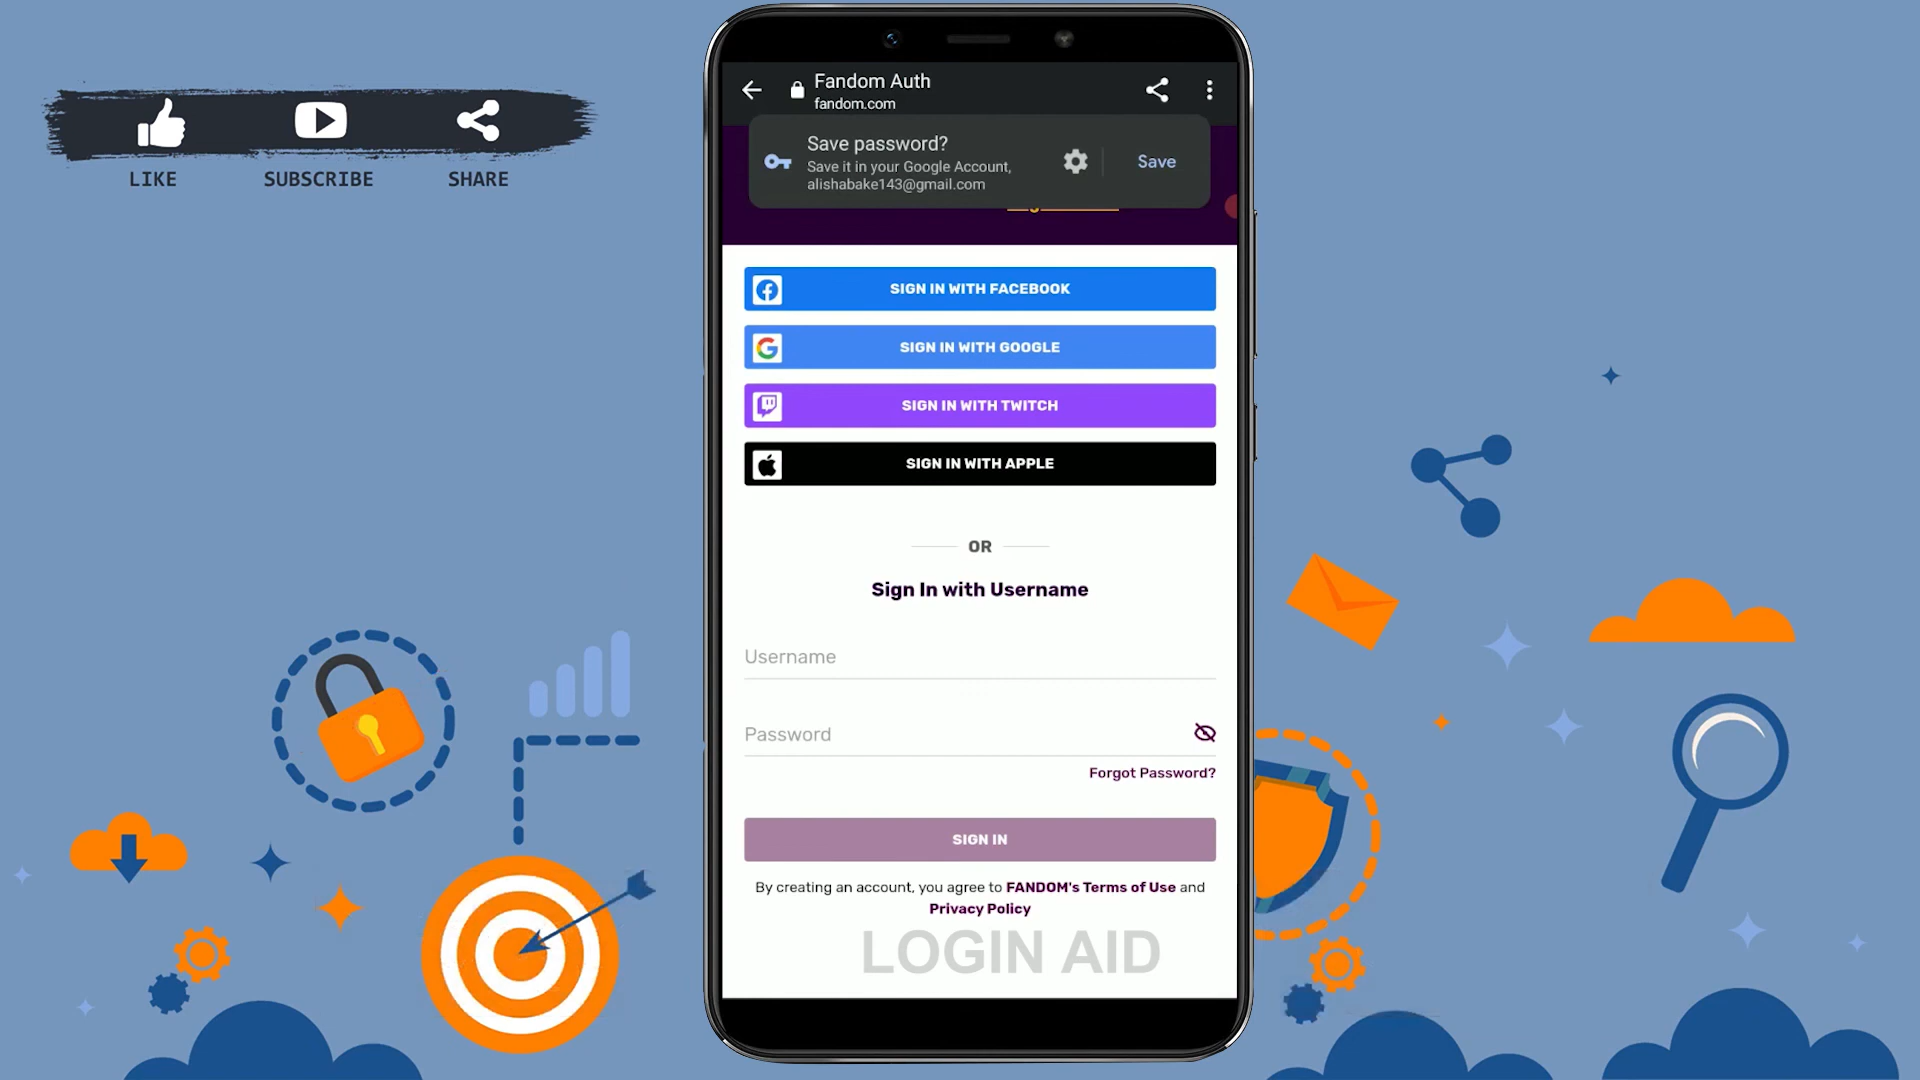 LIKE
SUBSCRIBE
SHARE
Fandom Auth
fandom.com
Save password?
Save it in your Google Account,
alishabake143@gmail.com
Save
SIGN IN WITH FACEBOOK
SIGN IN WITH GOOGLE
SIGN IN WITH TWITCH
SIGN IN WITH APPLE
OR
Sign In with Username
Username
Password
Forgot Password?
SIGN IN
By creating an account, you agree to FANDOM's Terms of Use and
Privacy Policy
LOGIN AID